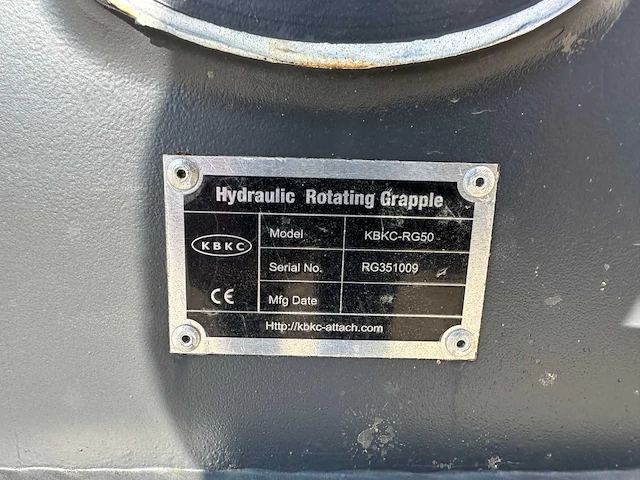 Hydraulic Rotating Grapple
KBKC
Model KBKC-RG50
Serial No. RG351009
CE
Mfg Date
Http://kbkc-attach.com